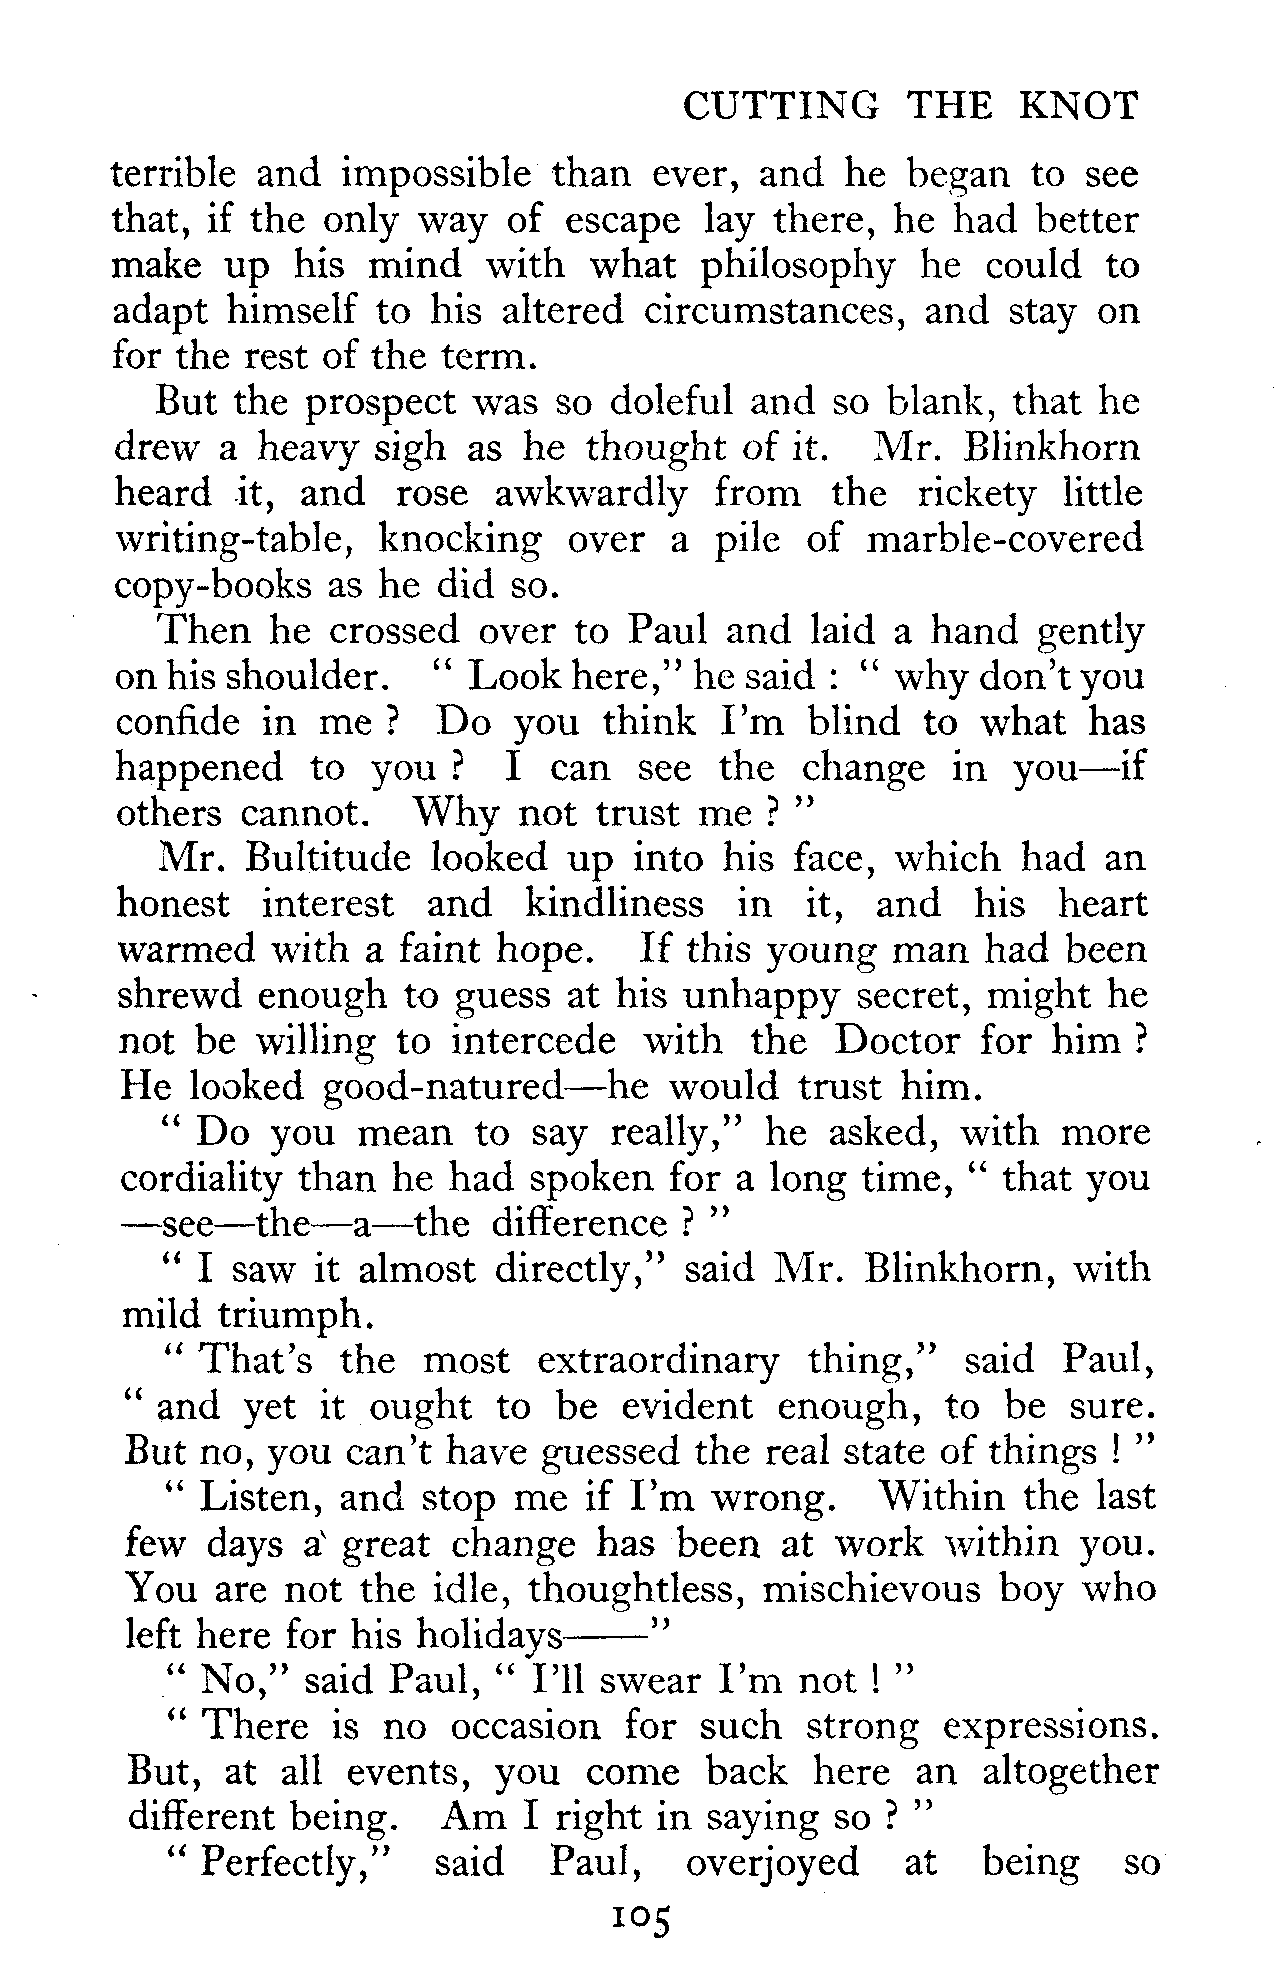 CUTTING THE KNOT
terrible and impossible than ever, and he began to see
that, if the only way of escape lay there, he had better
make up his mind with what philosophy he could to
adapt himself to his altered circumstances, and stay on
for the rest of the term.
But the prospect was so doleful and so blank, that he
drew a heavy sigh as he thought of it. Mr. Blinkhorn
heard it, and rose awkwardly from the rickety little
writing-table, knocking over a pile of marble-covered
copy-books as he did so.
Then he crossed over to Paul and laid a hand gently
on his shoulder. “ Look here,” he said : “ why don't you
confide in me ? Do you think I'm blind to what has
happened to you ? I can see the change in you—if
others cannot. Why not trust me ? ”
Mr. Bultitude looked up into his face, which had an
honest interest and kindliness in it, and his heart
warmed with a faint hope. If this young man had been
shrewd enough to guess at his unhappy secret, might he
not be willing to intercede with the Doctor for him ?
He looked good-natured—he would trust him.
“ Do you mean to say really,” he asked, with more
cordiality than he had spoken for a long time, “ that you
—see—the—a—the difference ? ”
“ I saw it almost directly,” said Mr. Blinkhorn, with
mild triumph.
“ That's the most extraordinary thing,” said Paul,
“ and yet it ought to be evident enough, to be sure.
But no, you can't have guessed the real state of things ! ”
“ Listen, and stop me if I'm wrong. Within the last
few days a great change has been at work within you.
You are not the idle, thoughtless, mischievous boy who
left here for his holidays——”
“ No,” said Paul, “ I'll swear I'm not ! ”
“ There is no occasion for such strong expressions.
But, at all events, you come back here an altogether
different being. Am I right in saying so ? ”
“ Perfectly,” said Paul, overjoyed at being so
105